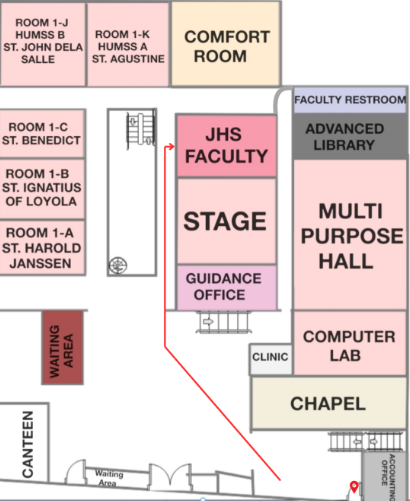 ROOM 1-J
HUMSS B
ST. JOHN DELA
SALLE
ROOM 1-K
HUMSS A
ST. AGUSTINE
COMFORT
ROOM
FACULTY RESTROOM
ROOM 1-C
ST. BENEDICT
JHS
FACULTY
ADVANCED
LIBRARY
ROOM 1-B
ST. IGNATIUS
OF LOYOLA
STAGE
MULTI
PURPOSE
HALL
ROOM 1-A
ST. HAROLD
JANSSEN
GUIDANCE
OFFICE
WAITING
AREA
CLINIC
COMPUTER
LAB
CHAPEL
CANTEEN
Waiting
Area
ACCOUNTING
OFFICE